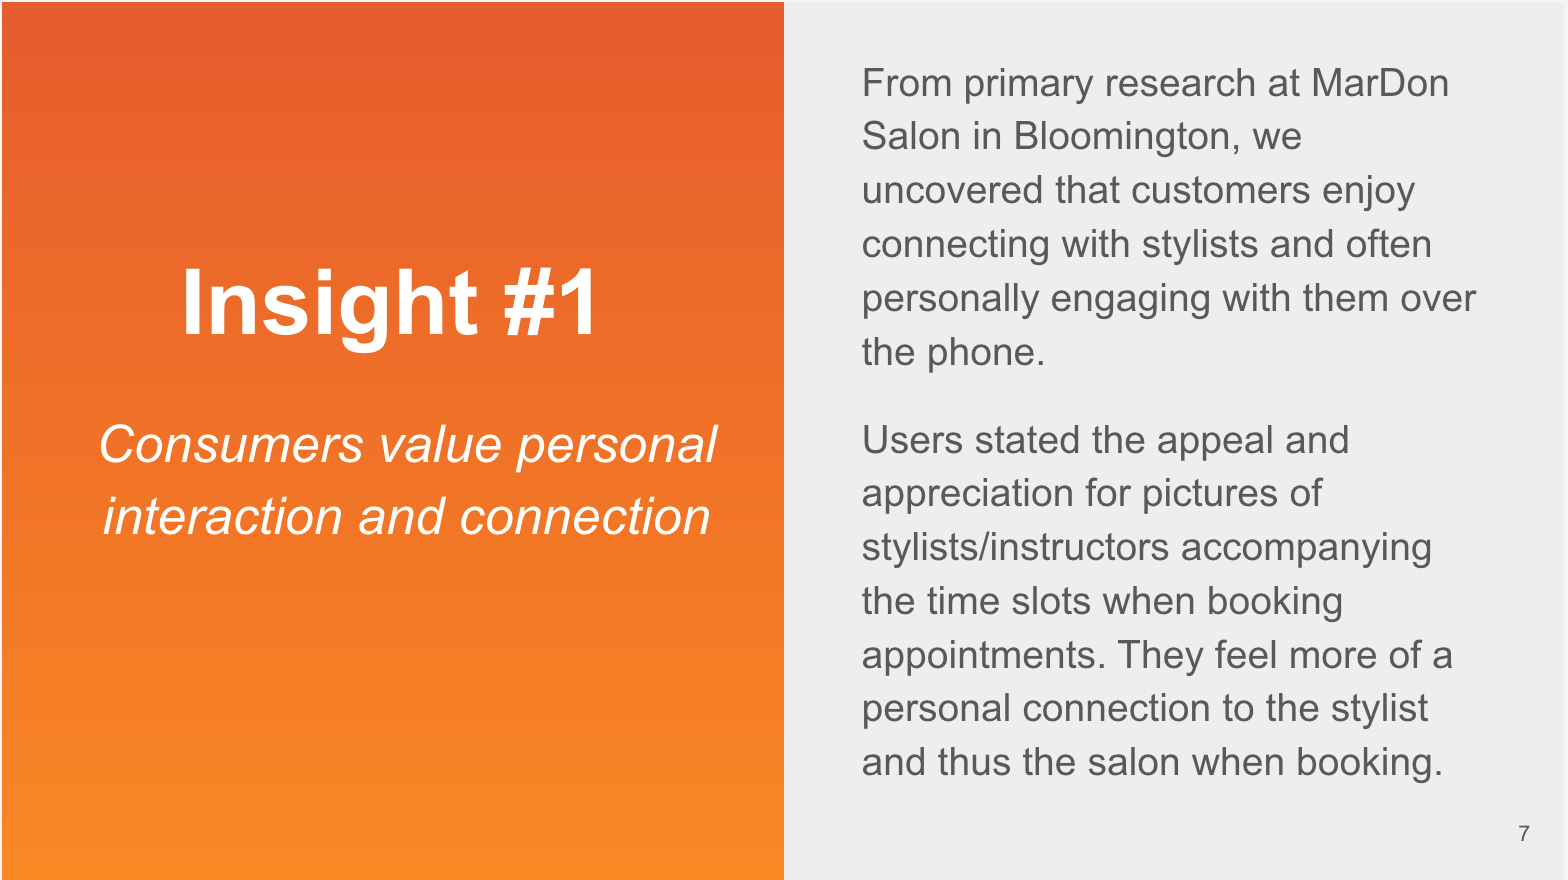 Insight #1
Consumers value personal
interaction and connection
From primary research at MarDon
Salon in Bloomington, we
uncovered that customers enjoy
connecting with stylists and often
personally engaging with them over
the phone.
Users stated the appeal and
appreciation for pictures of
stylists/instructors accompanying
the time slots when booking
appointments. They feel more of a
personal connection to the stylist
and thus the salon when booking.
7